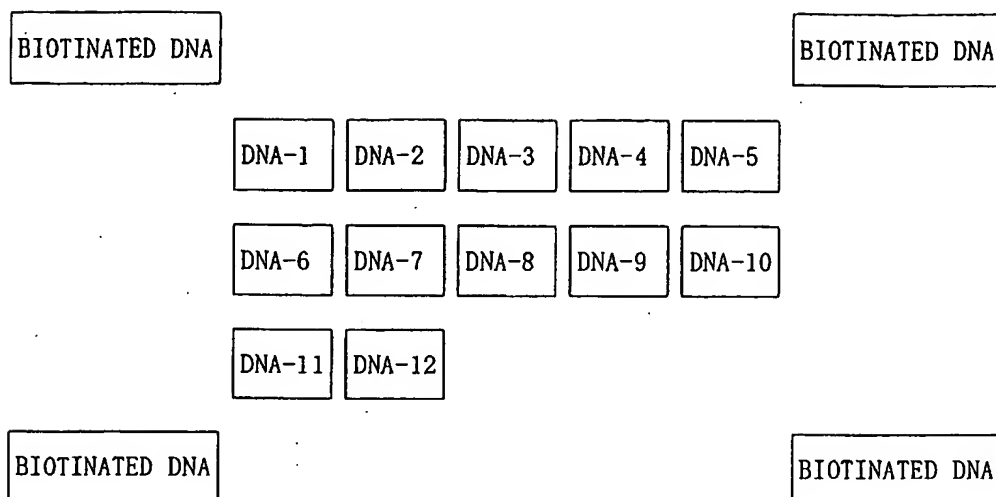 BIOTINATED DNA BIOTINATED DNA
DNA-1 DNA-2 DNA-3 DNA-4 DNA-5
DNA-6 DNA-7 DNA-8 DNA-9 DNA-10
DNA-11 DNA-12
BIOTINATED DNA BIOTINATED DNA